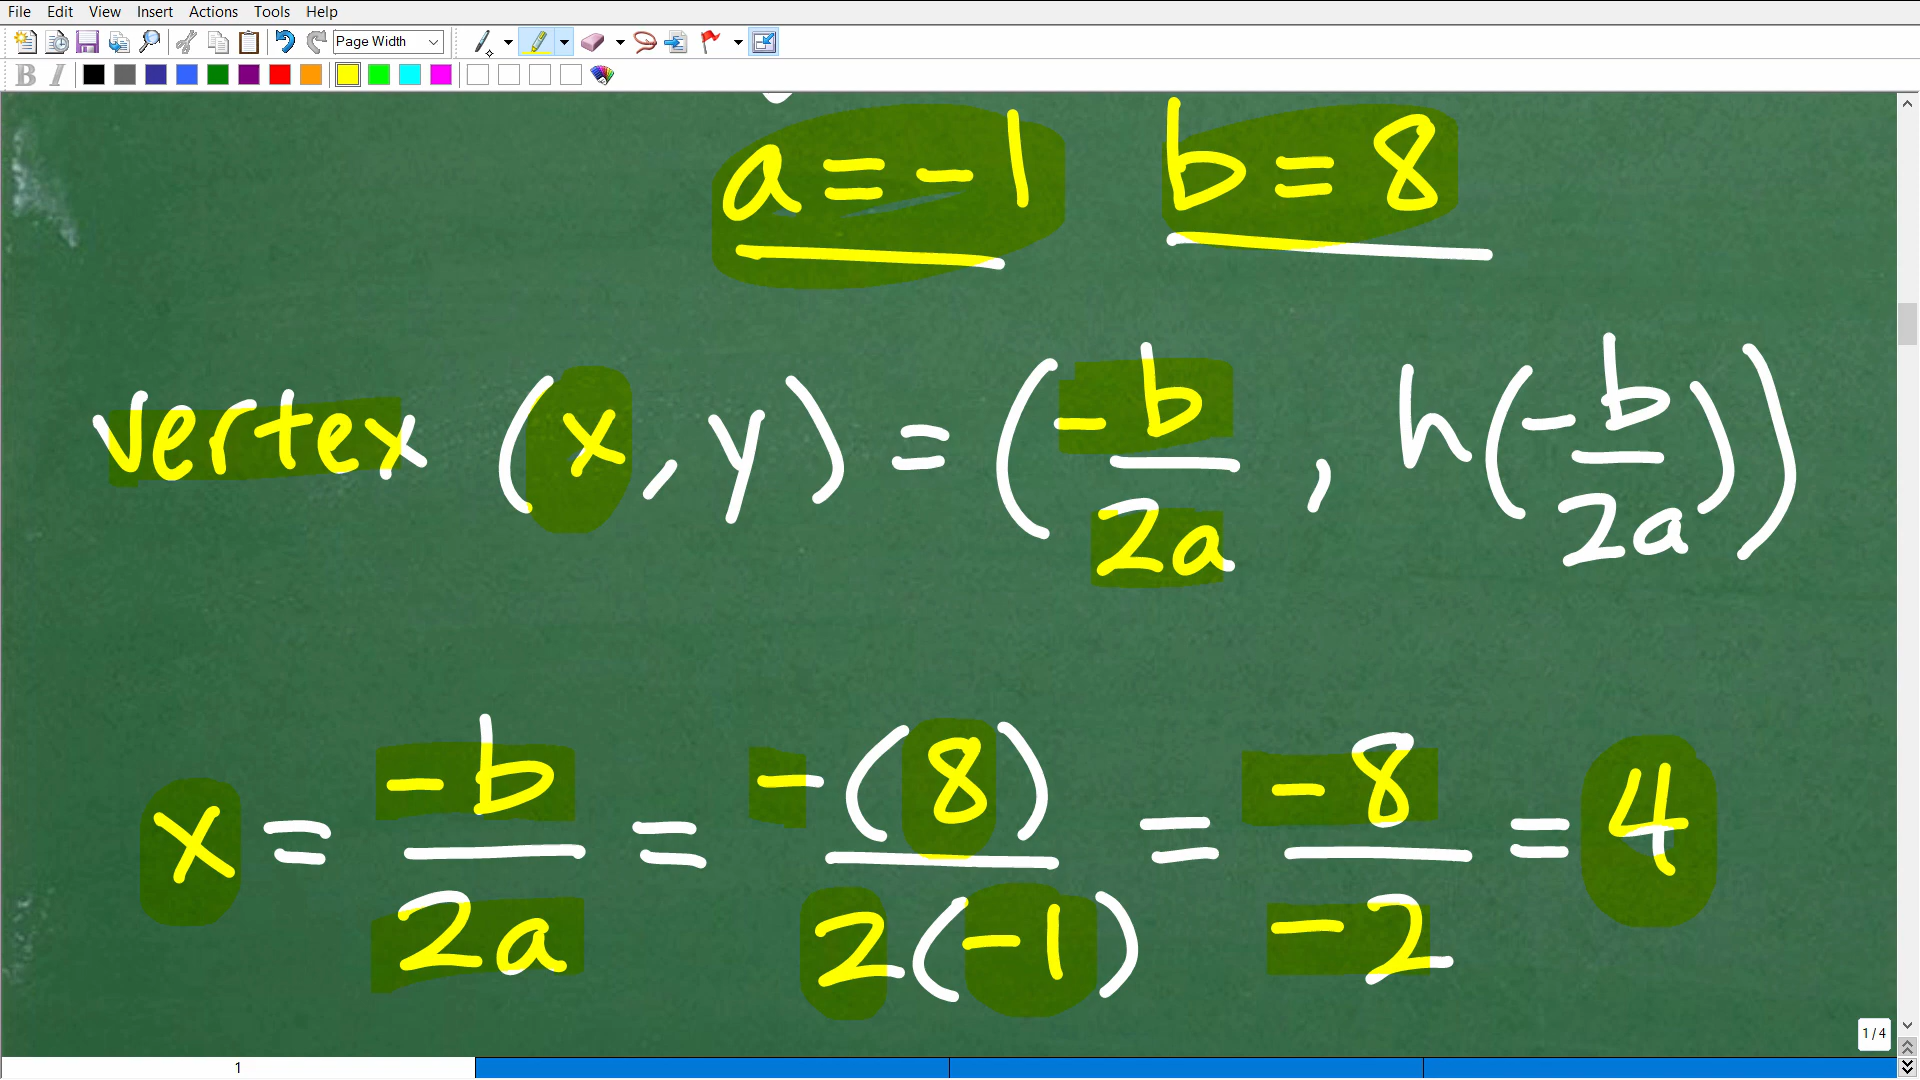 File Edit View Insert Actions Tools Help
Page Width
B I
a = -1 b = 8
vertex (x, y) = (-b/2a, h(-b/2a))
x = -b/2a = -(8)/2(-1) = -8/-2 = 4
1 / 4
1